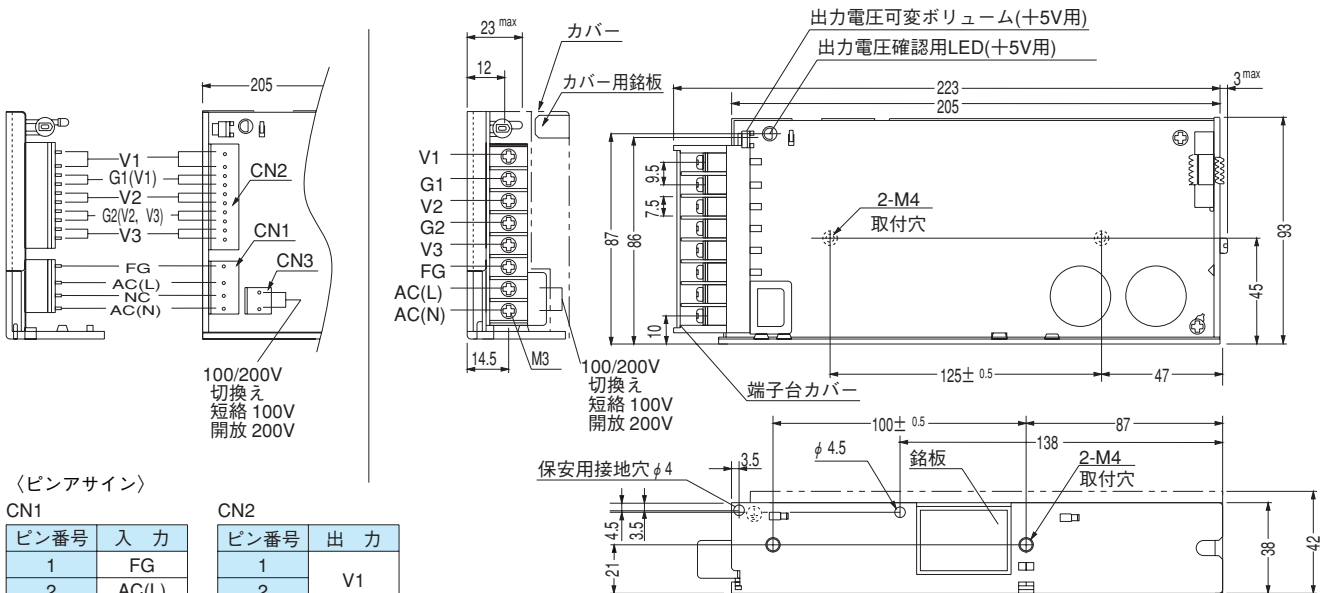 205
V1
G1(V1)
V2
G2(V2, V3)
V3
FG
AC(L)
NC
AC(N)
CN2
CN1
CN3
100/200V
切換え
短絡 100V
開放 200V
23 max
12
カバー
カバー用銘板
V1
G1
V2
G2
V3
FG
AC(L)
AC(N)
14.5
M3
100/200V
切換え
短絡 100V
開放 200V
出力電圧可変ボリューム(+5V用)
出力電圧確認用LED(+5V用)
223
3 max
205
9.5
7.5
87
86
10
2-M4
取付穴
93
45
125± 0.5
47
端子台カバー
100± 0.5
87
138
保安用接地穴φ4
3.5
φ 4.5
銘板
2-M4
取付穴
4.5
3.5
21
38
42
〈ピンアサイン〉
CN1
ピン番号 入 力
1 FG
2 AC(L)
CN2
ピン番号 出 力
1
V1
2